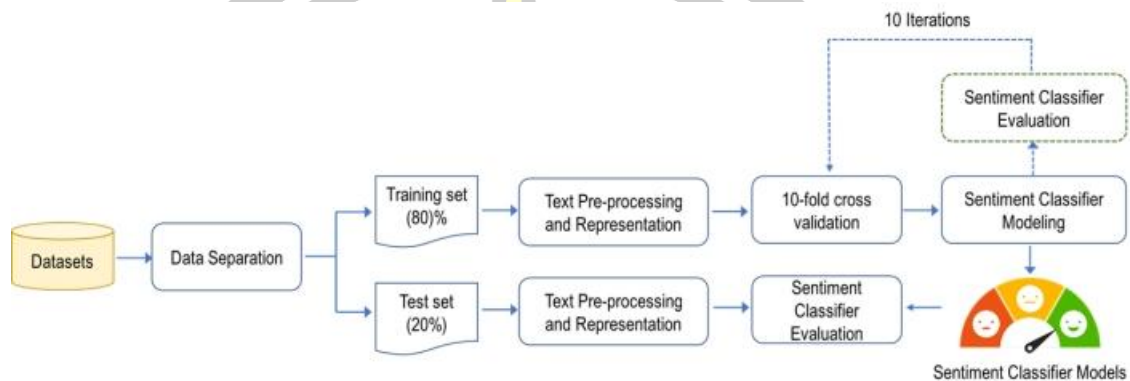 10 Iterations
Sentiment Classifier
Evaluation
Training set
(80)%
Text Pre-processing
and Representation
10-fold cross
validation
Sentiment Classifier
Modeling
Datasets
Data Separation
Test set
(20%)
Text Pre-processing
and Representation
Sentiment
Classifier
Evaluation
Sentiment Classifier Models